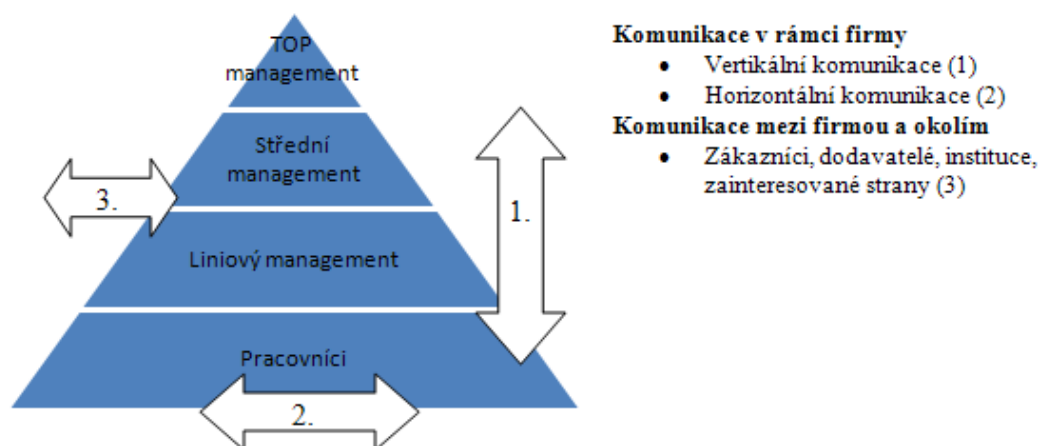 TOP
management
Střední
management
3.
1.
Liniový management
Pracovníci
2.
Komunikace v rámci firmy
• Vertikální komunikace (1)
• Horizontální komunikace (2)
Komunikace mezi firmou a okolím
• Zákazníci, dodavatelé, instituce,
zainteresované strany (3)